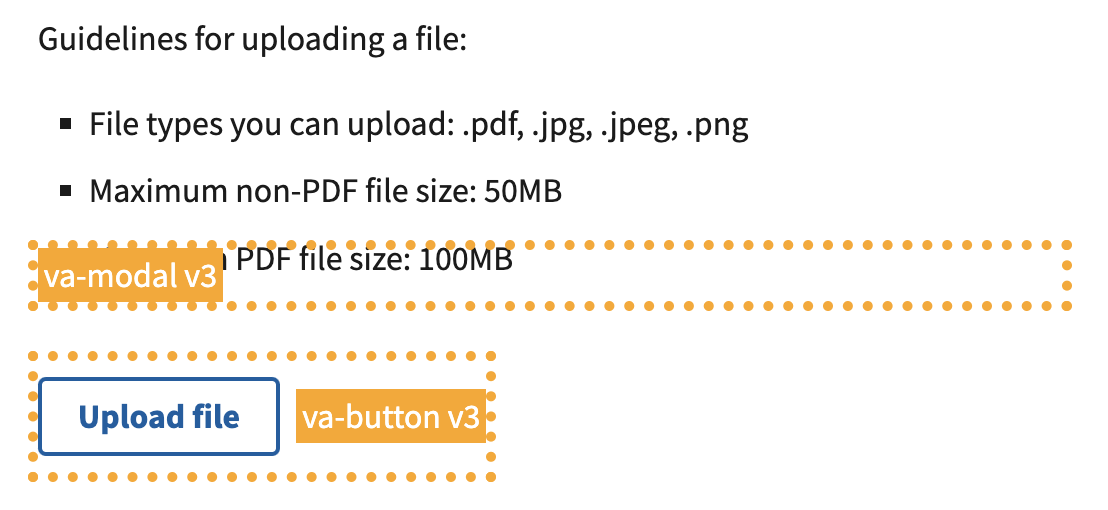 Guidelines for uploading a file:
File types you can upload: .pdf, .jpg, .jpeg, .png
Maximum non-PDF file size: 50MB
PDF file size: 100MB
va-modal v3
Upload file
va-button v3